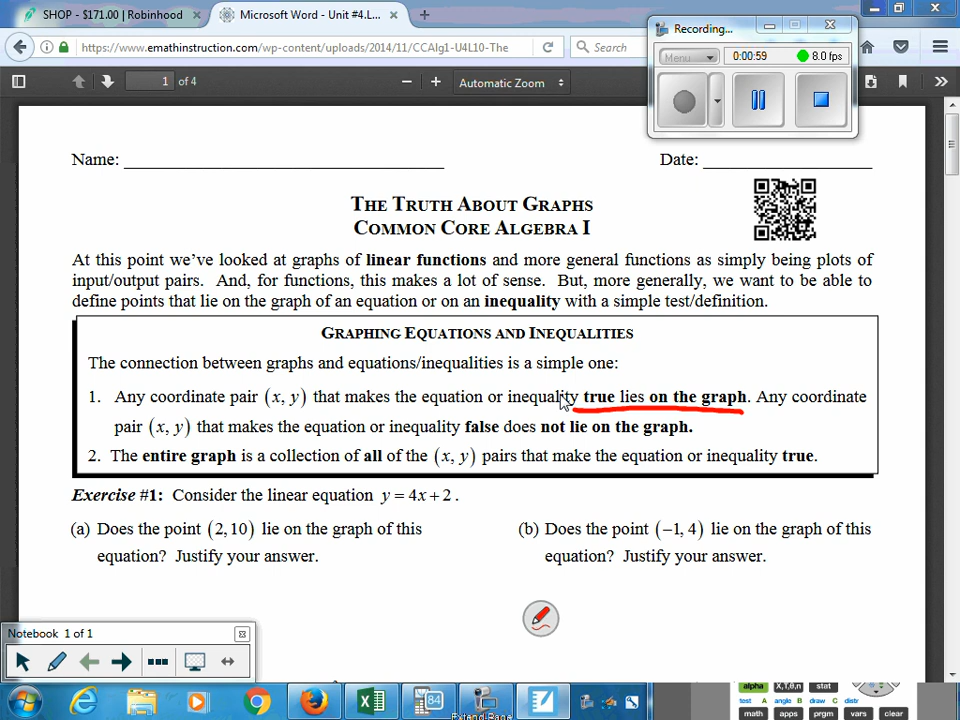 SHOP - $171.00 | Robinhood
Microsoft Word - Unit #4.L...
Recording...
https://www.emathinstruction.com/wp-content/uploads/2014/11/CCAlg1-U4L10-The
Search
Menu
0:00:59
8.0 fps
1 of 4
Automatic Zoom
Name:
Date:
THE TRUTH ABOUT GRAPHS
COMMON CORE ALGEBRA I
At this point we've looked at graphs of linear functions and more general functions as simply being plots of
input/output pairs. And, for functions, this makes a lot of sense. But, more generally, we want to be able to
define points that lie on the graph of an equation or on an inequality with a simple test/definition.
GRAPHING EQUATIONS AND INEQUALITIES
The connection between graphs and equations/inequalities is a simple one:
1. Any coordinate pair (x, y) that makes the equation or inequality true lies on the graph. Any coordinate
pair (x, y) that makes the equation or inequality false does not lie on the graph.
2. The entire graph is a collection of all of the (x, y) pairs that make the equation or inequality true.
Exercise #1: Consider the linear equation y = 4x + 2.
(a) Does the point (2, 10) lie on the graph of this
equation? Justify your answer.
(b) Does the point (−1, 4) lie on the graph of this
equation? Justify your answer.
Notebook 1 of 1
84
Extend Page
alpha X,T,θ,n stat
test A angle B draw C distr
math apps prgm vars clear